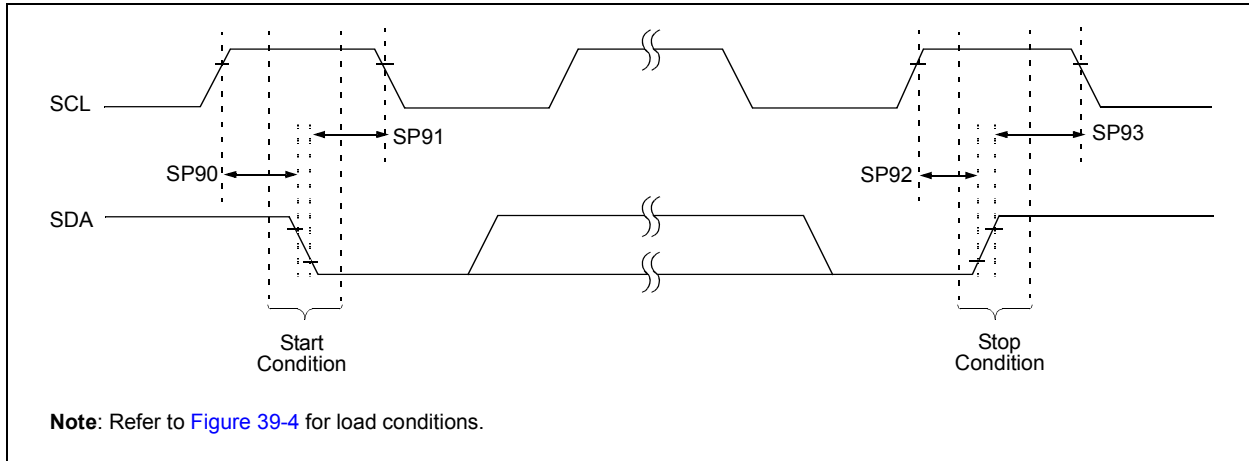 SCL
SP91
SP93
SP90
SP92
SDA
Start
Condition
Stop
Condition
Note: Refer to Figure 39-4 for load conditions.